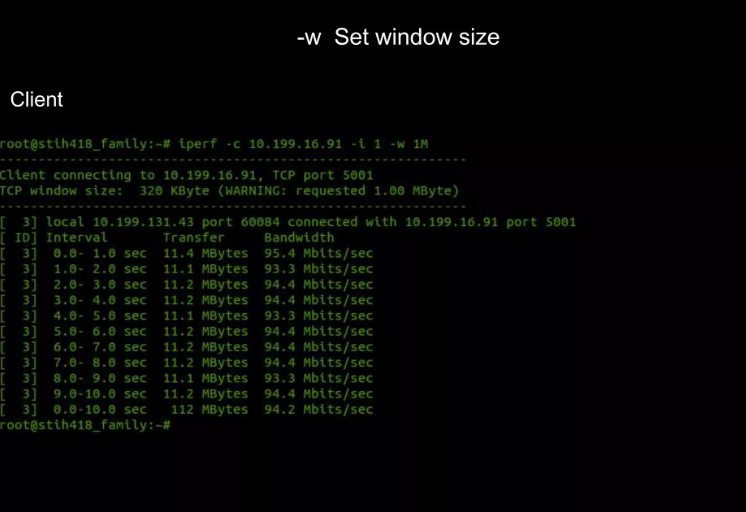 -w  Set window size
Client
root@stih418_family:~# iperf -c 10.199.16.91 -i 1 -w 1M
------------------------------------------------------------
Client connecting to 10.199.16.91, TCP port 5001
TCP window size:  320 KByte (WARNING: requested 1.00 MByte)
------------------------------------------------------------
[  3] local 10.199.131.43 port 60084 connected with 10.199.16.91 port 5001
[ ID] Interval       Transfer     Bandwidth
[  3]  0.0- 1.0 sec  11.4 MBytes  95.4 Mbits/sec
[  3]  1.0- 2.0 sec  11.1 MBytes  93.3 Mbits/sec
[  3]  2.0- 3.0 sec  11.2 MBytes  94.4 Mbits/sec
[  3]  3.0- 4.0 sec  11.2 MBytes  94.4 Mbits/sec
[  3]  4.0- 5.0 sec  11.1 MBytes  93.3 Mbits/sec
[  3]  5.0- 6.0 sec  11.2 MBytes  94.4 Mbits/sec
[  3]  6.0- 7.0 sec  11.2 MBytes  94.4 Mbits/sec
[  3]  7.0- 8.0 sec  11.2 MBytes  94.4 Mbits/sec
[  3]  8.0- 9.0 sec  11.1 MBytes  93.3 Mbits/sec
[  3]  9.0-10.0 sec  11.2 MBytes  94.4 Mbits/sec
[  3]  0.0-10.0 sec   112 MBytes  94.2 Mbits/sec
root@stih418_family:~#